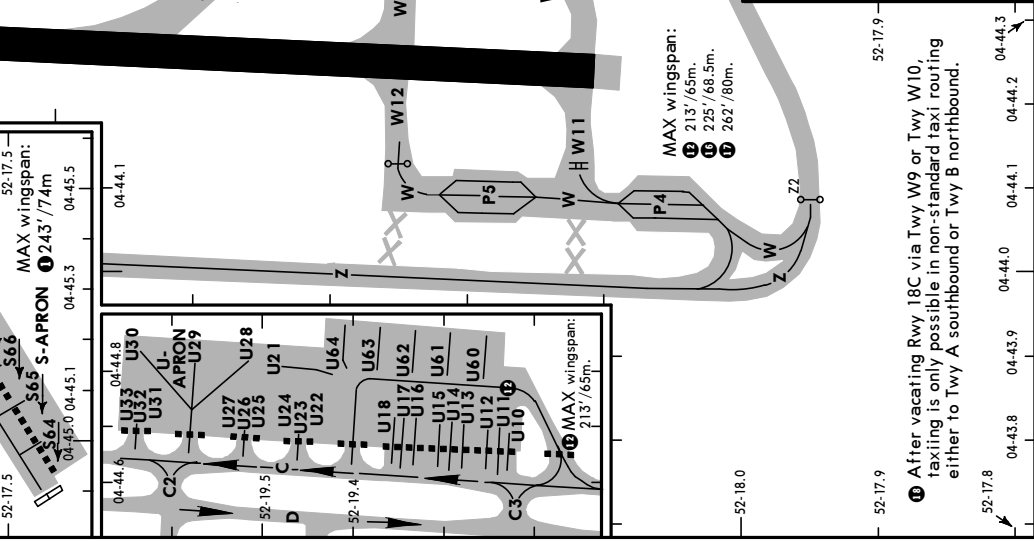 52-17.5
MAX wingspan:
1 243'/74m
04-45.5
04-45.3
04-45.1
04-45.0
S66
S65
S64
S-APRON
52-17.5
04-44.1
W
W12
W
P5
W
W11
P4
MAX wingspan:
12 213'/65m.
16 225'/68.5m.
17 262'/80m.
Z
Z2
W
Z
04-44.8
U30
U-
APRON
U29
U28
U21
U64
U63
U62
U61
U60
U33
U32
U31
U27
U26
U25
U24
U23
U22
U18
U17
U16
U15
U14
U13
U12
U11
U10
12
12 MAX wingspan:
213'/65m.
04-44.6
C2
C
C3
D
52-19.5
52-19.4
52-18.0
52-17.9
52-17.9
52-17.8
04-44.3
04-44.2
04-44.1
04-44.0
04-43.9
04-43.8
18 After vacating Rwy 18C via Twy W9 or Twy W10,
taxiing is only possible in non-standard taxi routing
either to Twy A southbound or Twy B northbound.